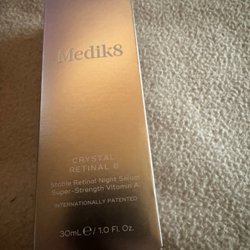 Medik8
CRYSTAL
RETINAL 6
Stable Retinal Night Serum
Super-Strength Vitamin A
INTERNATIONALLY PATENTED
30mL ℮ / 1.0 Fl. Oz.